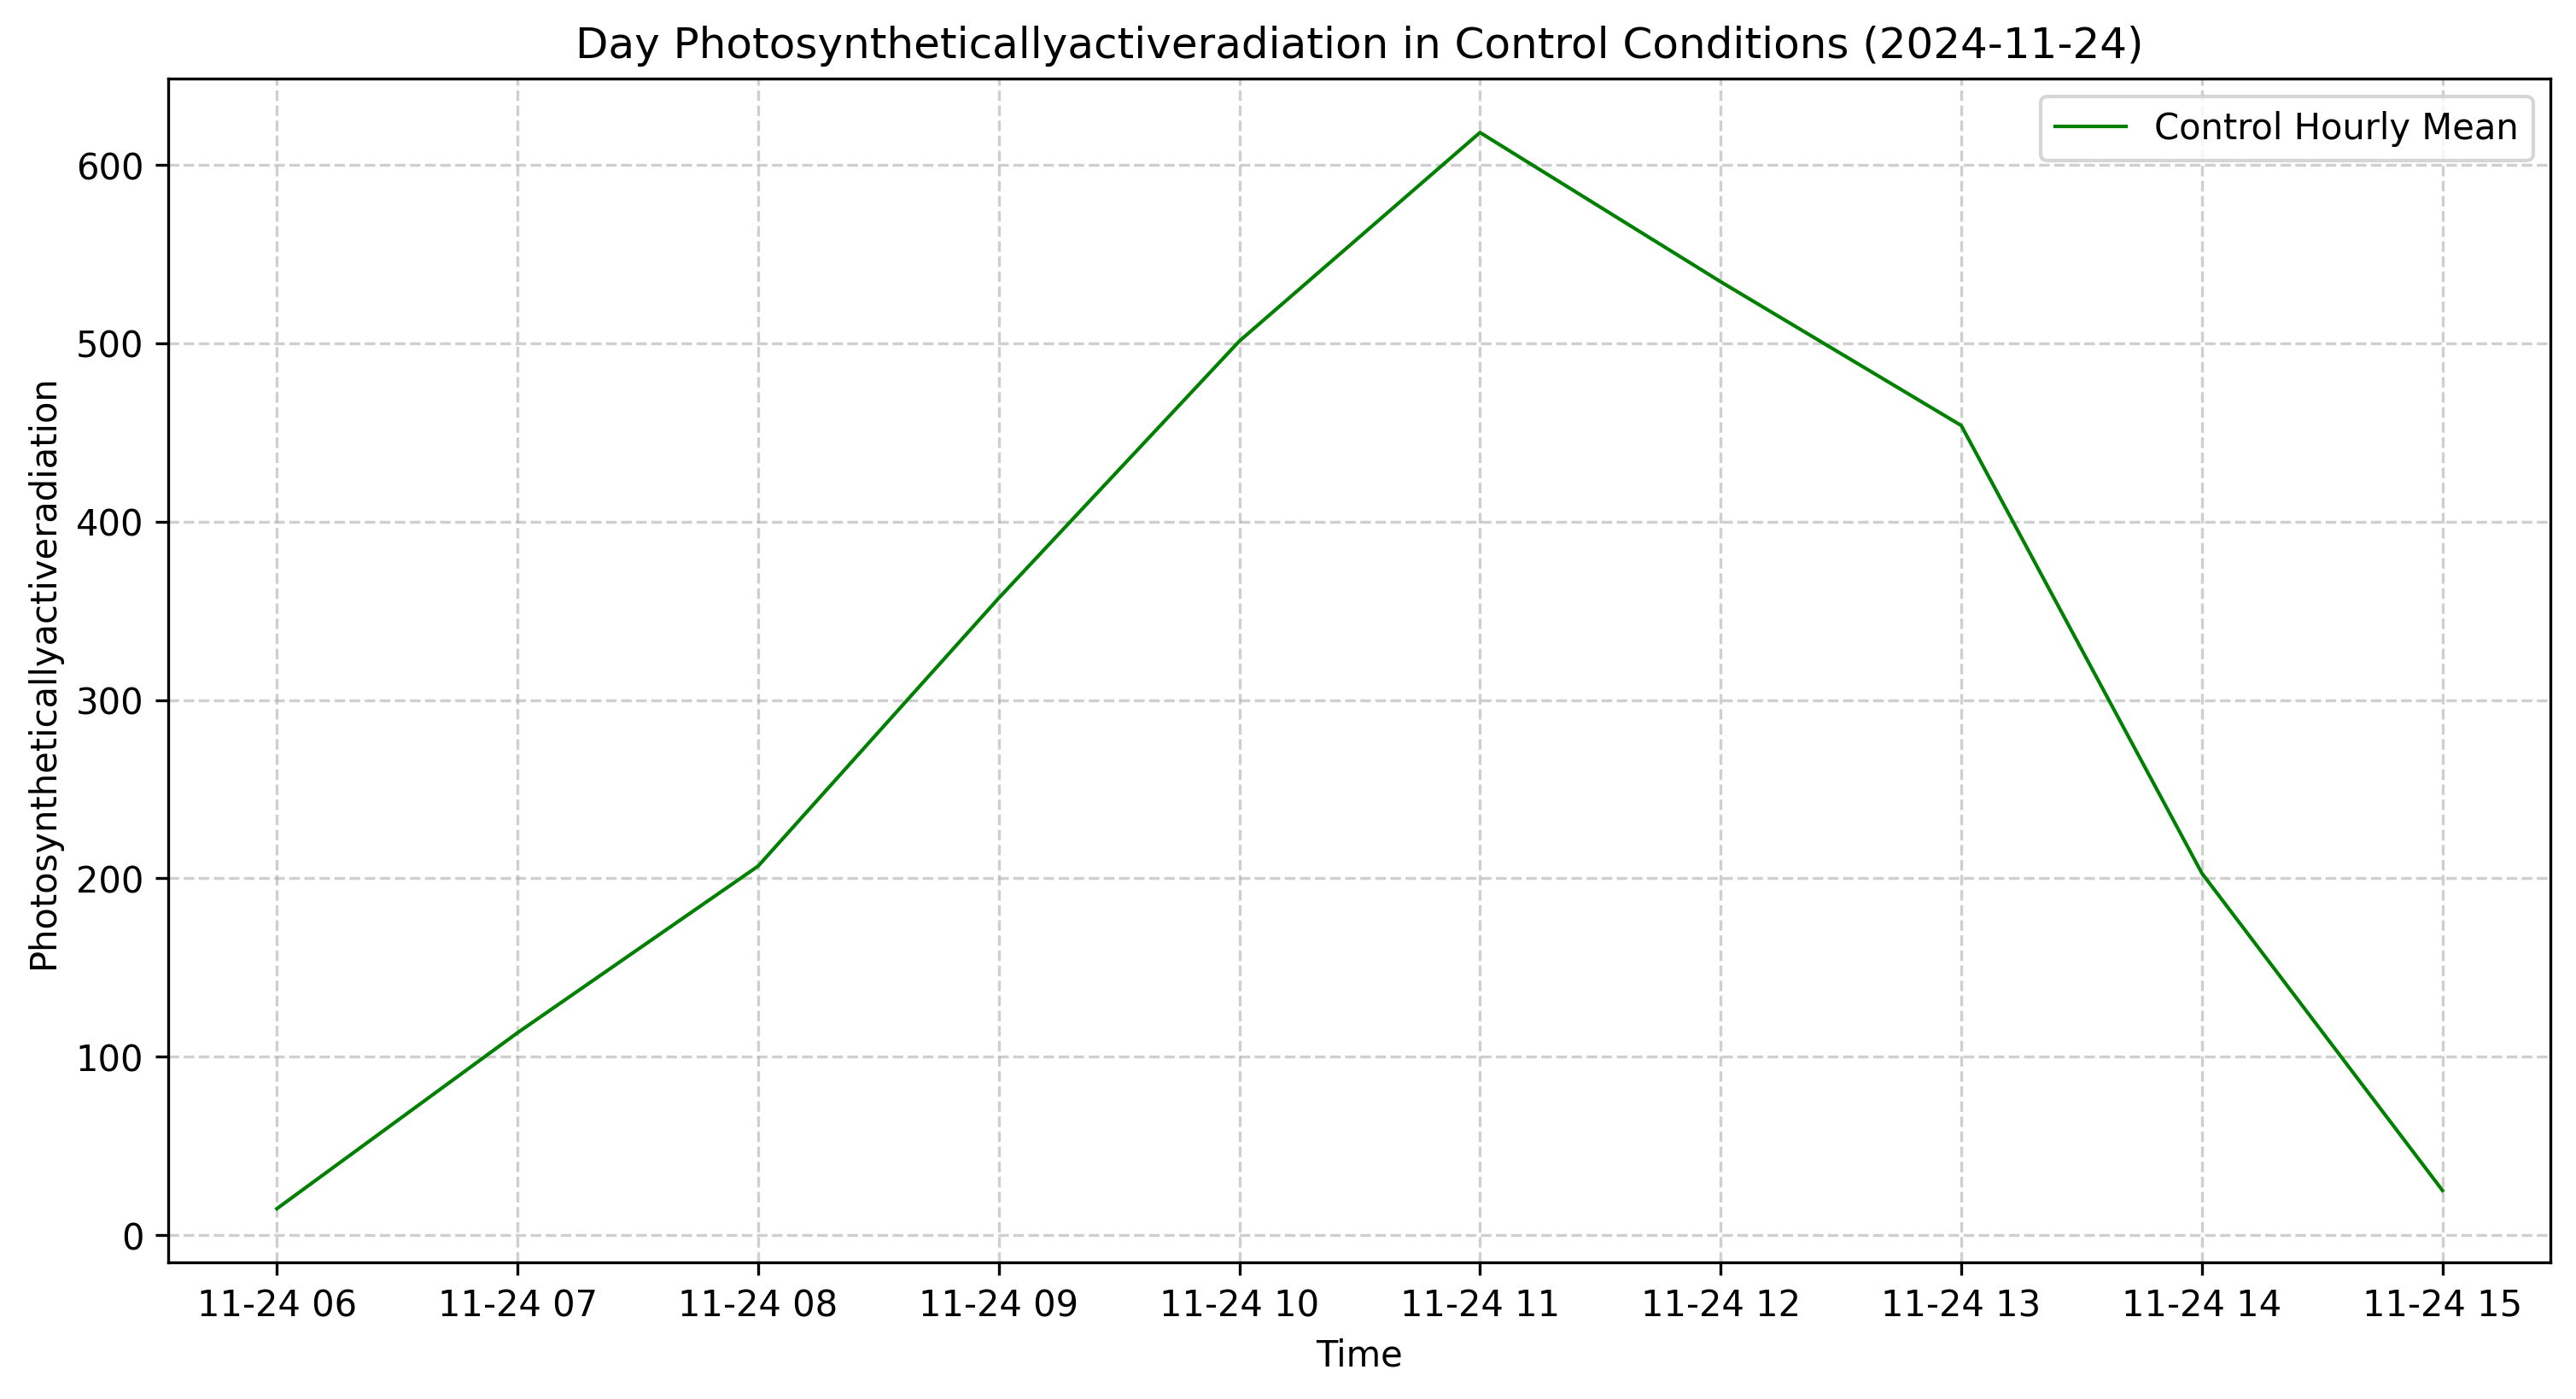 Day Photosyntheticallyactiveradiation in Control Conditions (2024-11-24)
Control Hourly Mean
Photosyntheticallyactiveradiation
600
500
400
300
200
100
0
11-24 06 11-24 07 11-24 08 11-24 09 11-24 10 11-24 11 11-24 12 11-24 13 11-24 14 11-24 15
Time